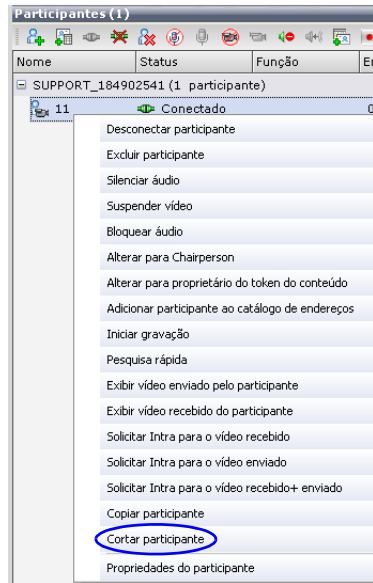 Participantes (1)
Nome Status Função
SUPPORT_184902541 (1 participante)
11 Conectado
Desconectar participante
Excluir participante
Silenciar áudio
Suspender vídeo
Bloquear áudio
Alterar para Chairperson
Alterar para proprietário do token do conteúdo
Adicionar participante ao catálogo de endereços
Iniciar gravação
Pesquisa rápida
Exibir vídeo enviado pelo participante
Exibir vídeo recebido do participante
Solicitar Intra para o vídeo recebido
Solicitar Intra para o vídeo enviado
Solicitar Intra para o vídeo recebido+ enviado
Copiar participante
Cortar participante
Propriedades do participante